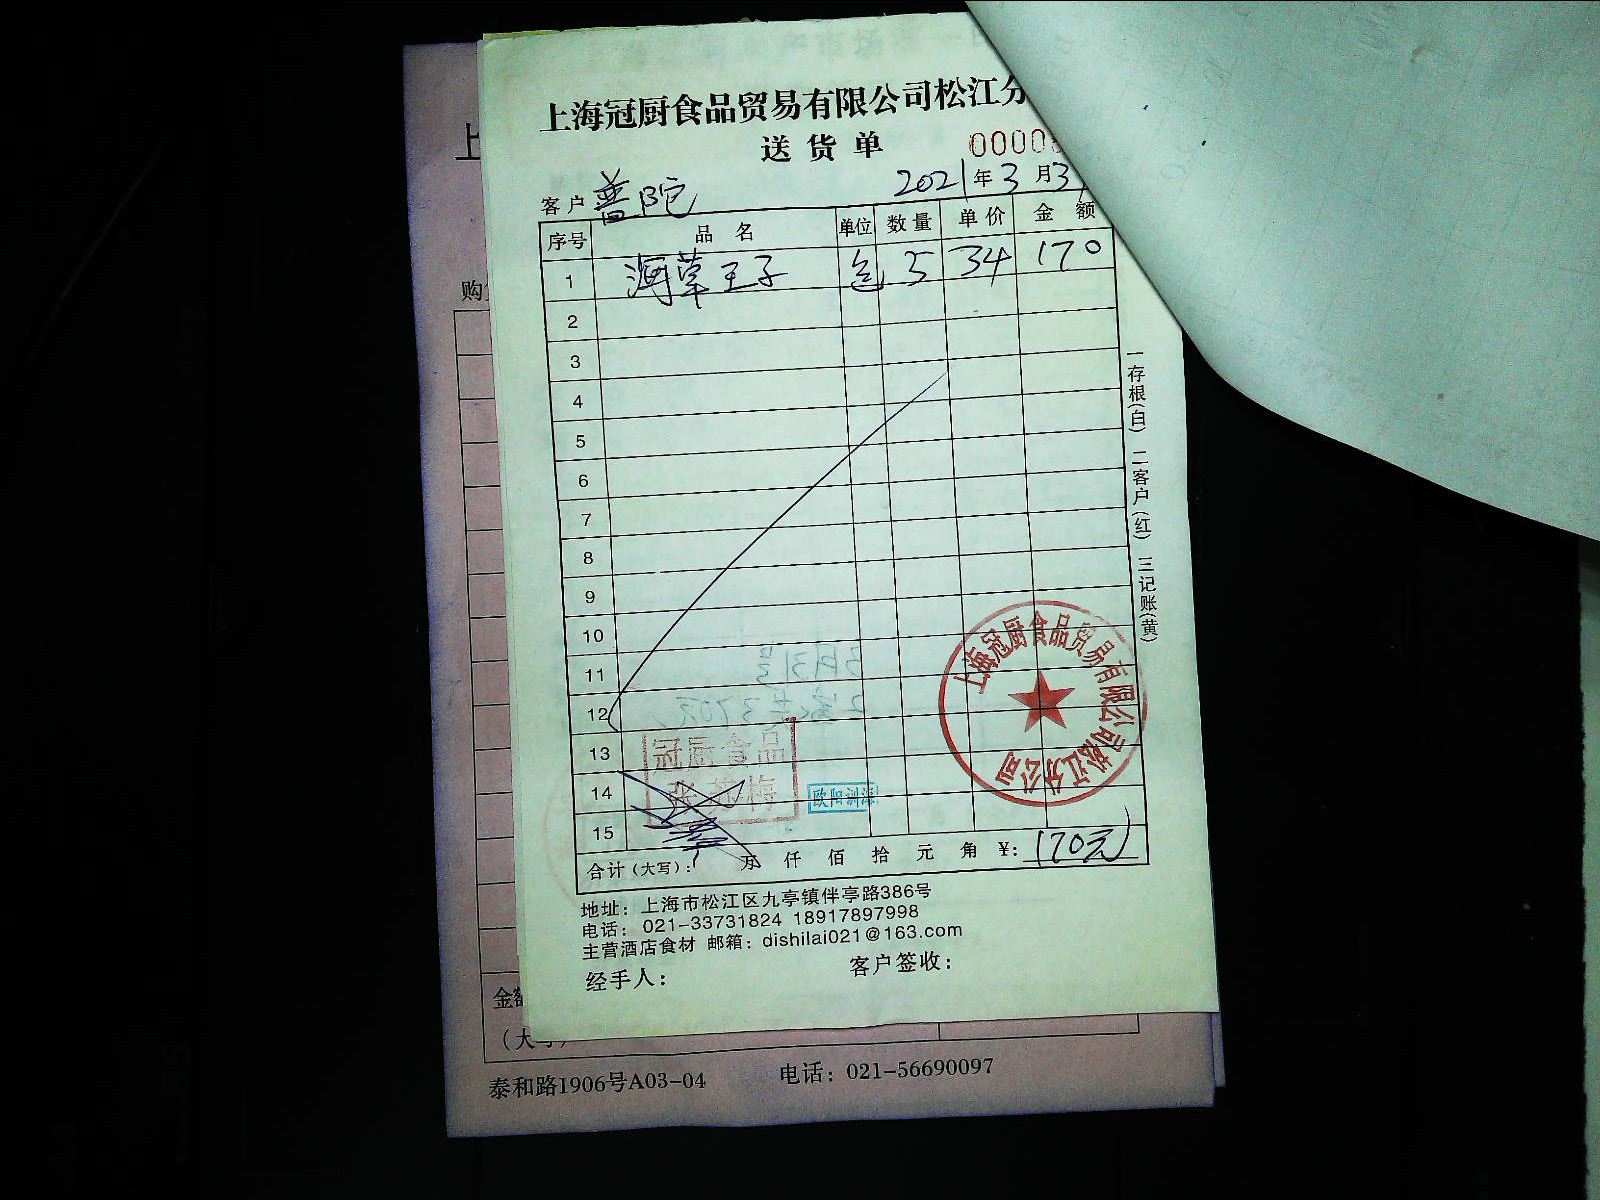 上海冠厨食品贸易有限公司松江分
送货单 0000
客户 普陀 2021年3月3
序号 品名 单位 数量 单价 金额
1 海草王子 包 5 34 170
2
3
4
5
6
7
8
9
10
11
12
13
14
15
合计(大写): 万 仟 佰 拾 元 角 ¥: 170元
一存根(白) 二客户(红) 三记账(黄)
上海冠厨食品贸易有限公司松江分公司
冠厨食品
梅
欧阳训源
地址: 上海市松江区九亭镇伴亭路386号
电话: 021-33731824 18917897998
主营酒店食材 邮箱: dishilai021@163.com
经手人: 客户签收:
上
购
金额
(大写)
泰和路1906号A03-04 电话: 021-56690097